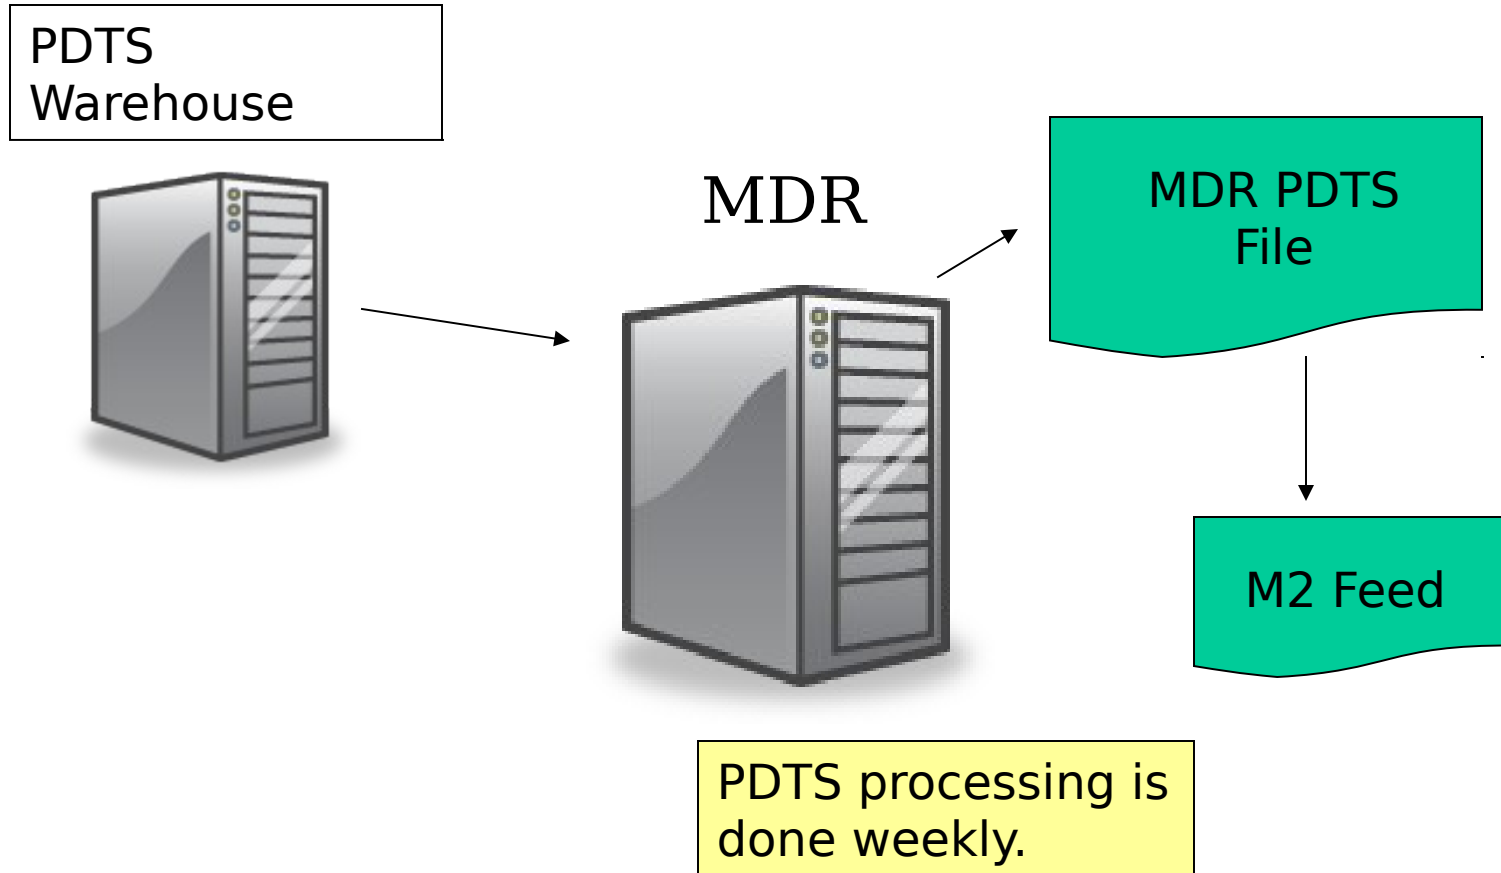 PDTS
Warehouse
MDR
MDR PDTS
File
M2 Feed
PDTS processing is
done weekly.